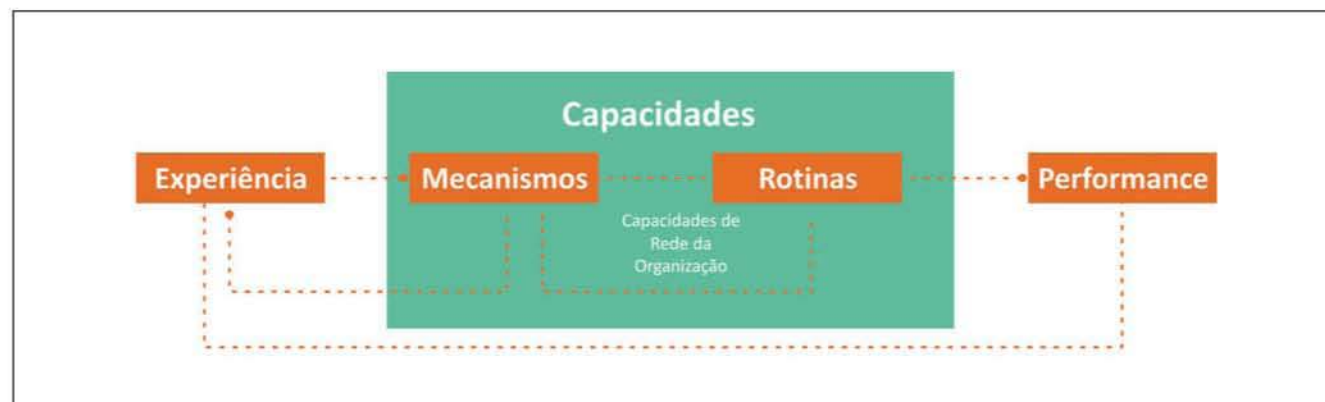 Capacidades
Experiência
Mecanismos
Rotinas
Performance
Capacidades de
Rede da
Organização